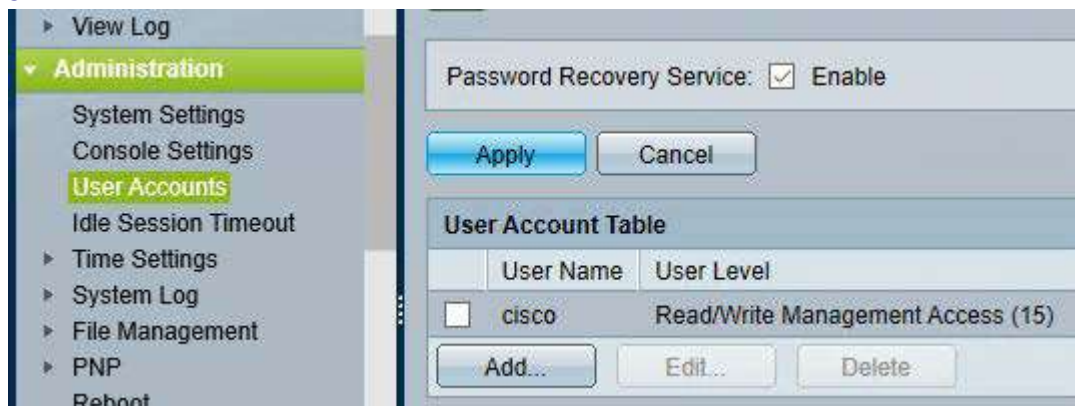 View Log
Administration
System Settings
Console Settings
User Accounts
Idle Session Timeout
Time Settings
System Log
File Management
PNP
Reboot
Password Recovery Service: Enable
Apply Cancel
User Account Table
User Name User Level
cisco Read/Write Management Access (15)
Add... Edit... Delete